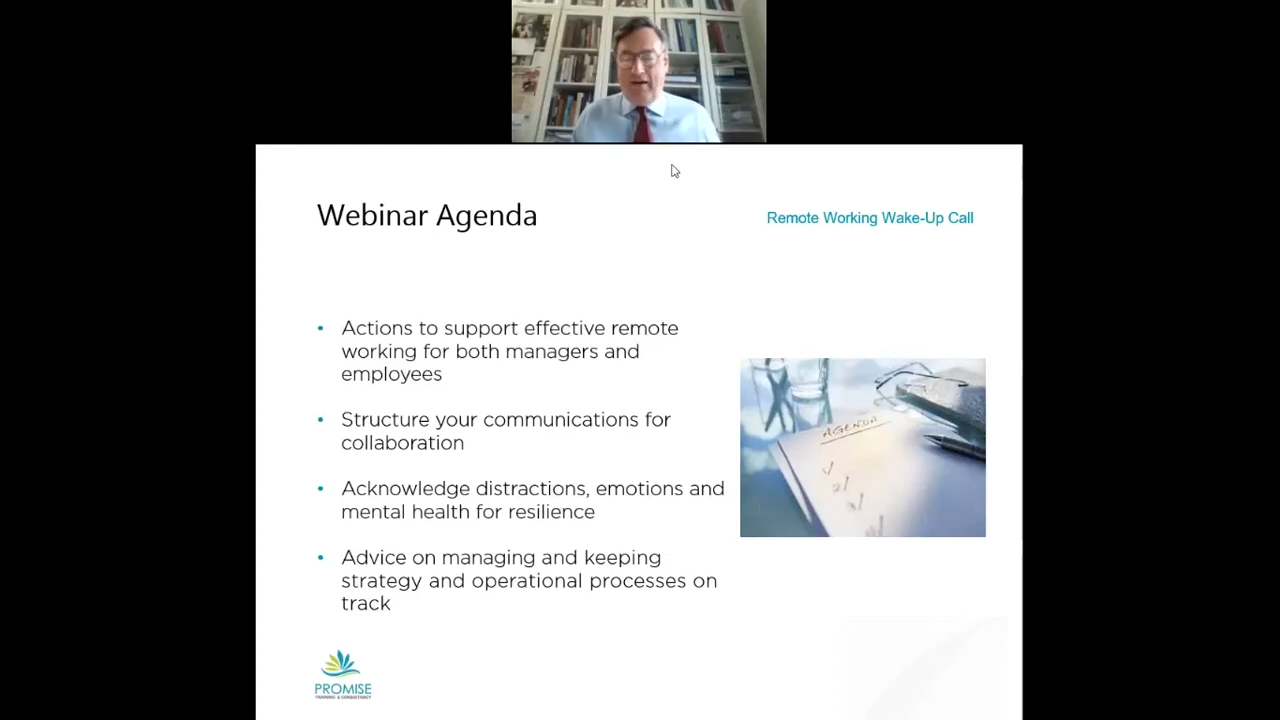 Webinar Agenda
Remote Working Wake-Up Call
• Actions to support effective remote
working for both managers and
employees
• Structure your communications for
collaboration
• Acknowledge distractions, emotions and
mental health for resilience
• Advice on managing and keeping
strategy and operational processes on
track
AGENDA
PROMISE
TRAINING & CONSULTANCY